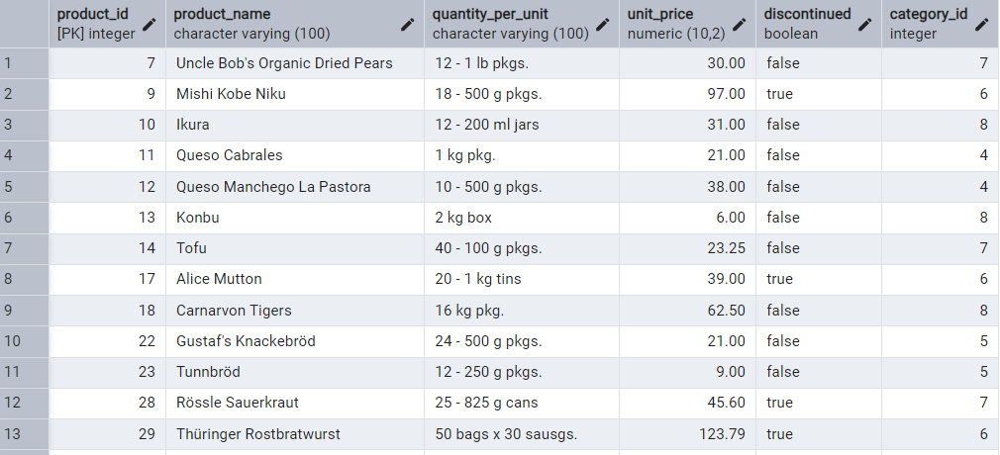 product_id product_name quantity_per_unit unit_price discontinued category_id
[PK] integer character varying (100) character varying (100) numeric (10,2) boolean integer
1 7 Uncle Bob's Organic Dried Pears 12 - 1 lb pkgs. 30.00 false 7
2 9 Mishi Kobe Niku 18 - 500 g pkgs. 97.00 true 6
3 10 Ikura 12 - 200 ml jars 31.00 false 8
4 11 Queso Cabrales 1 kg pkg. 21.00 false 4
5 12 Queso Manchego La Pastora 10 - 500 g pkgs. 38.00 false 4
6 13 Konbu 2 kg box 6.00 false 8
7 14 Tofu 40 - 100 g pkgs. 23.25 false 7
8 17 Alice Mutton 20 - 1 kg tins 39.00 true 6
9 18 Carnarvon Tigers 16 kg pkg. 62.50 false 8
10 22 Gustaf's Knackebröd 24 - 500 g pkgs. 21.00 false 5
11 23 Tunnbröd 12 - 250 g pkgs. 9.00 false 5
12 28 Rössle Sauerkraut 25 - 825 g cans 45.60 true 7
13 29 Thüringer Rostbratwurst 50 bags x 30 sausgs. 123.79 true 6